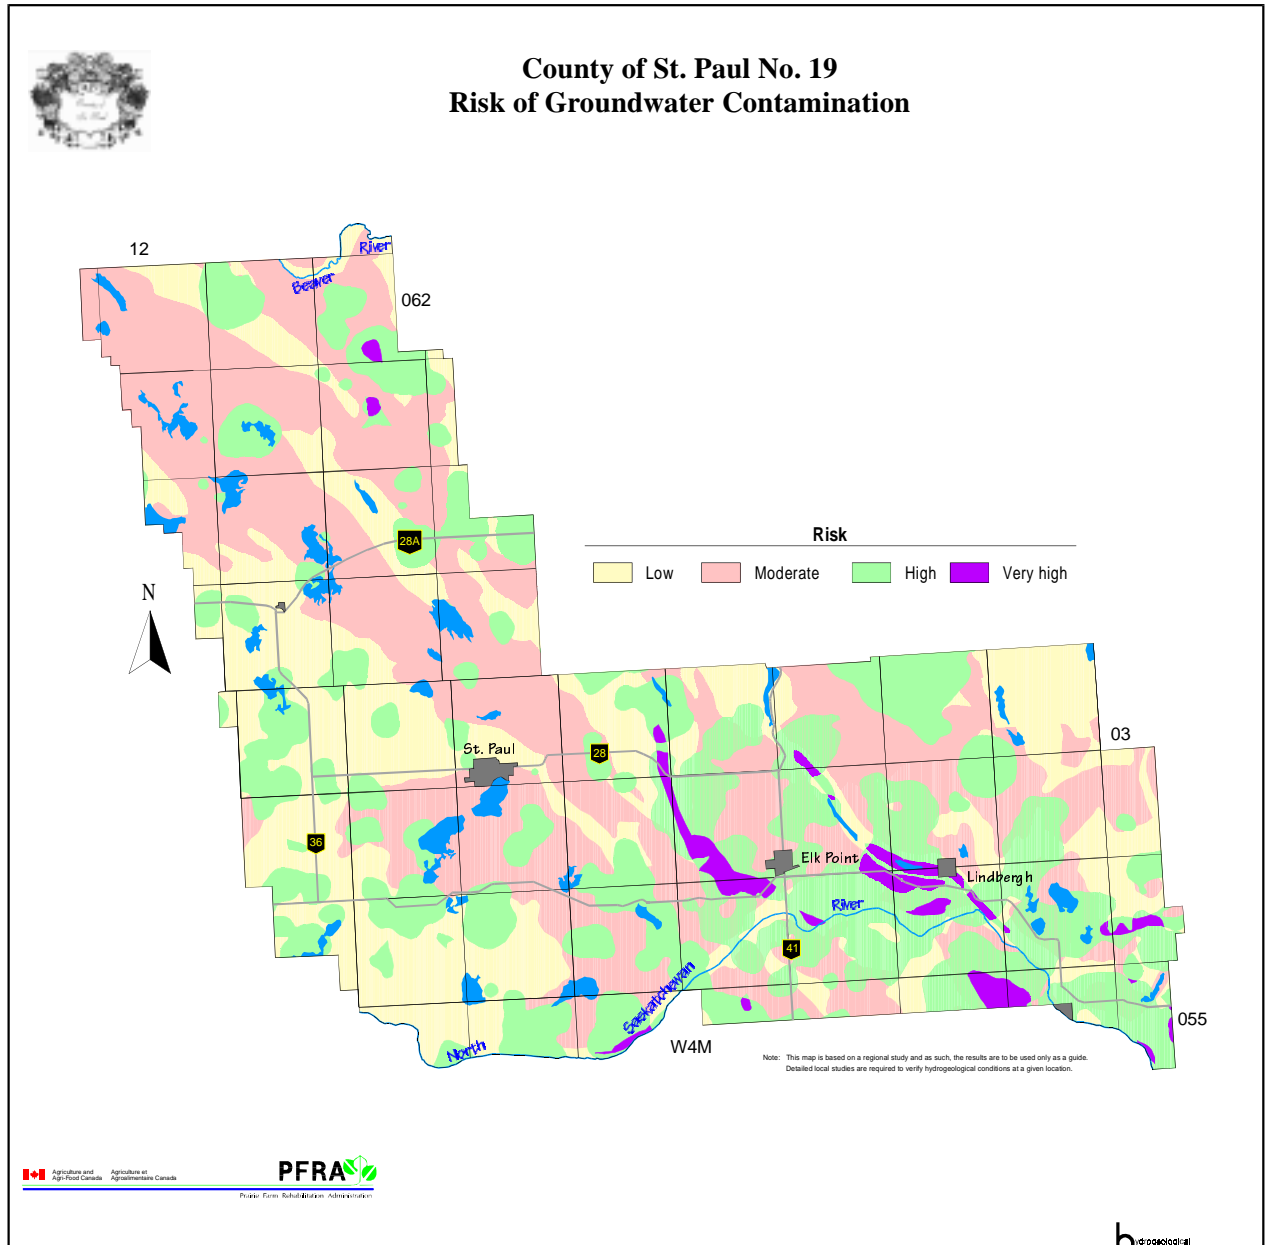 County of St. Paul No. 19
Risk of Groundwater Contamination
12
River
Beaver
062
28A
Risk
Low Moderate High Very high
N
03
St. Paul
28
36
Elk Point
Lindbergh
River
41
Saskatchewan
North
W4M
055
Note: This map is based on a regional study and as such, the results are to be used only as a guide.
Detailed local studies are required to verify hydrogeological conditions at a given location.
Agriculture and Agriculture et
Agri-Food Canada Agroalimentaire Canada
PFRA
Prairie Farm Rehabilitation Administration
hydrogeological